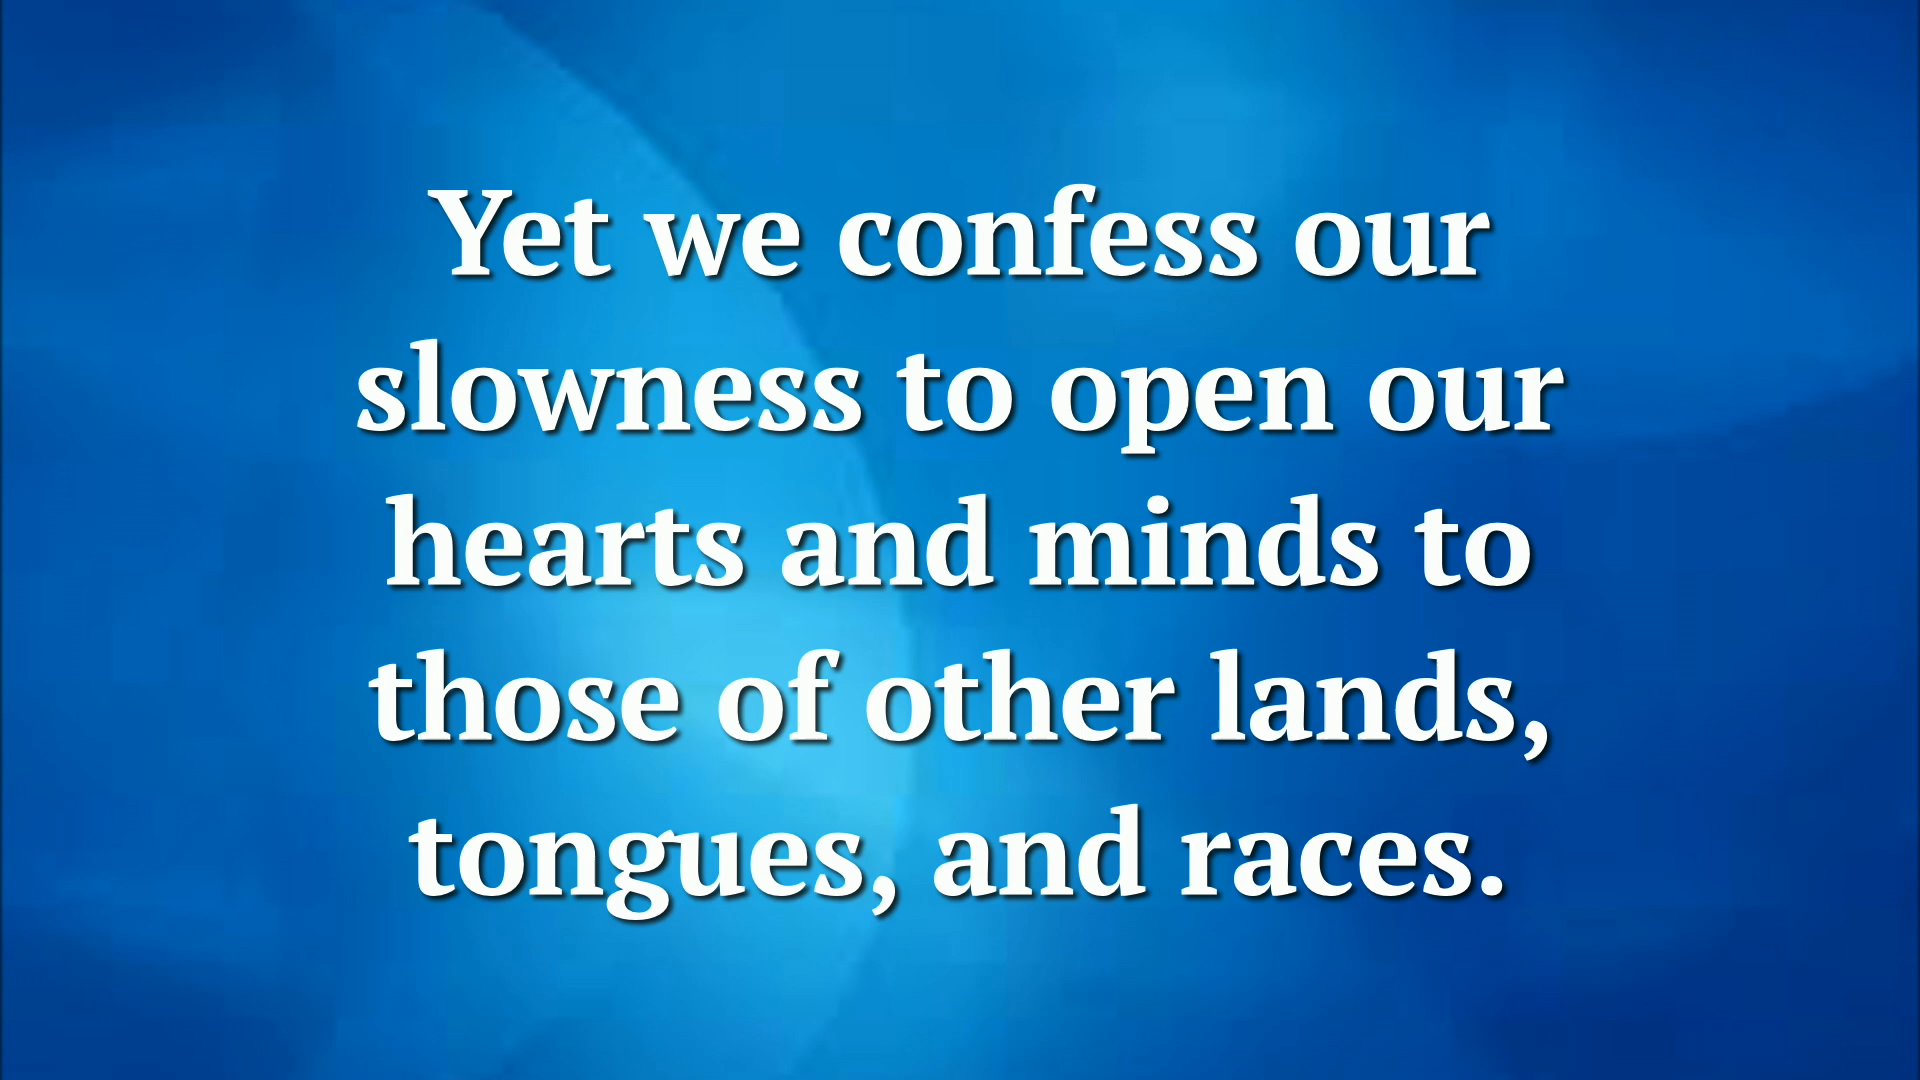 Yet we confess our
slowness to open our
hearts and minds to
those of other lands,
tongues, and races.